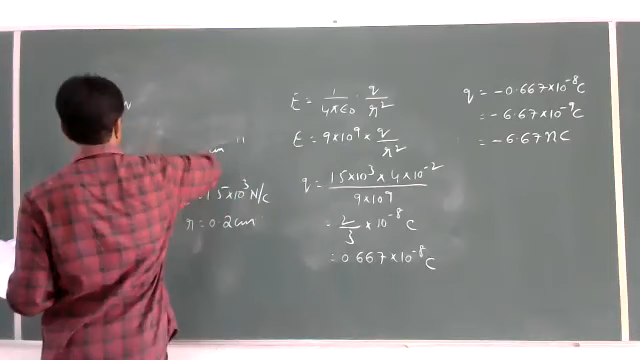 cm "
= 1.5×10³ N/C
r = 0.2cm
E = 1/4πε₀ · q/r²
E = 9×10⁹ × q/r²
q = 1.5×10³ × 4×10⁻² / 9×10⁹
= 2/3 × 10⁻⁸ C
= 0.667×10⁻⁸ C
q = -0.667×10⁻⁸ C
= -6.67×10⁻⁹ C
= -6.67 nC